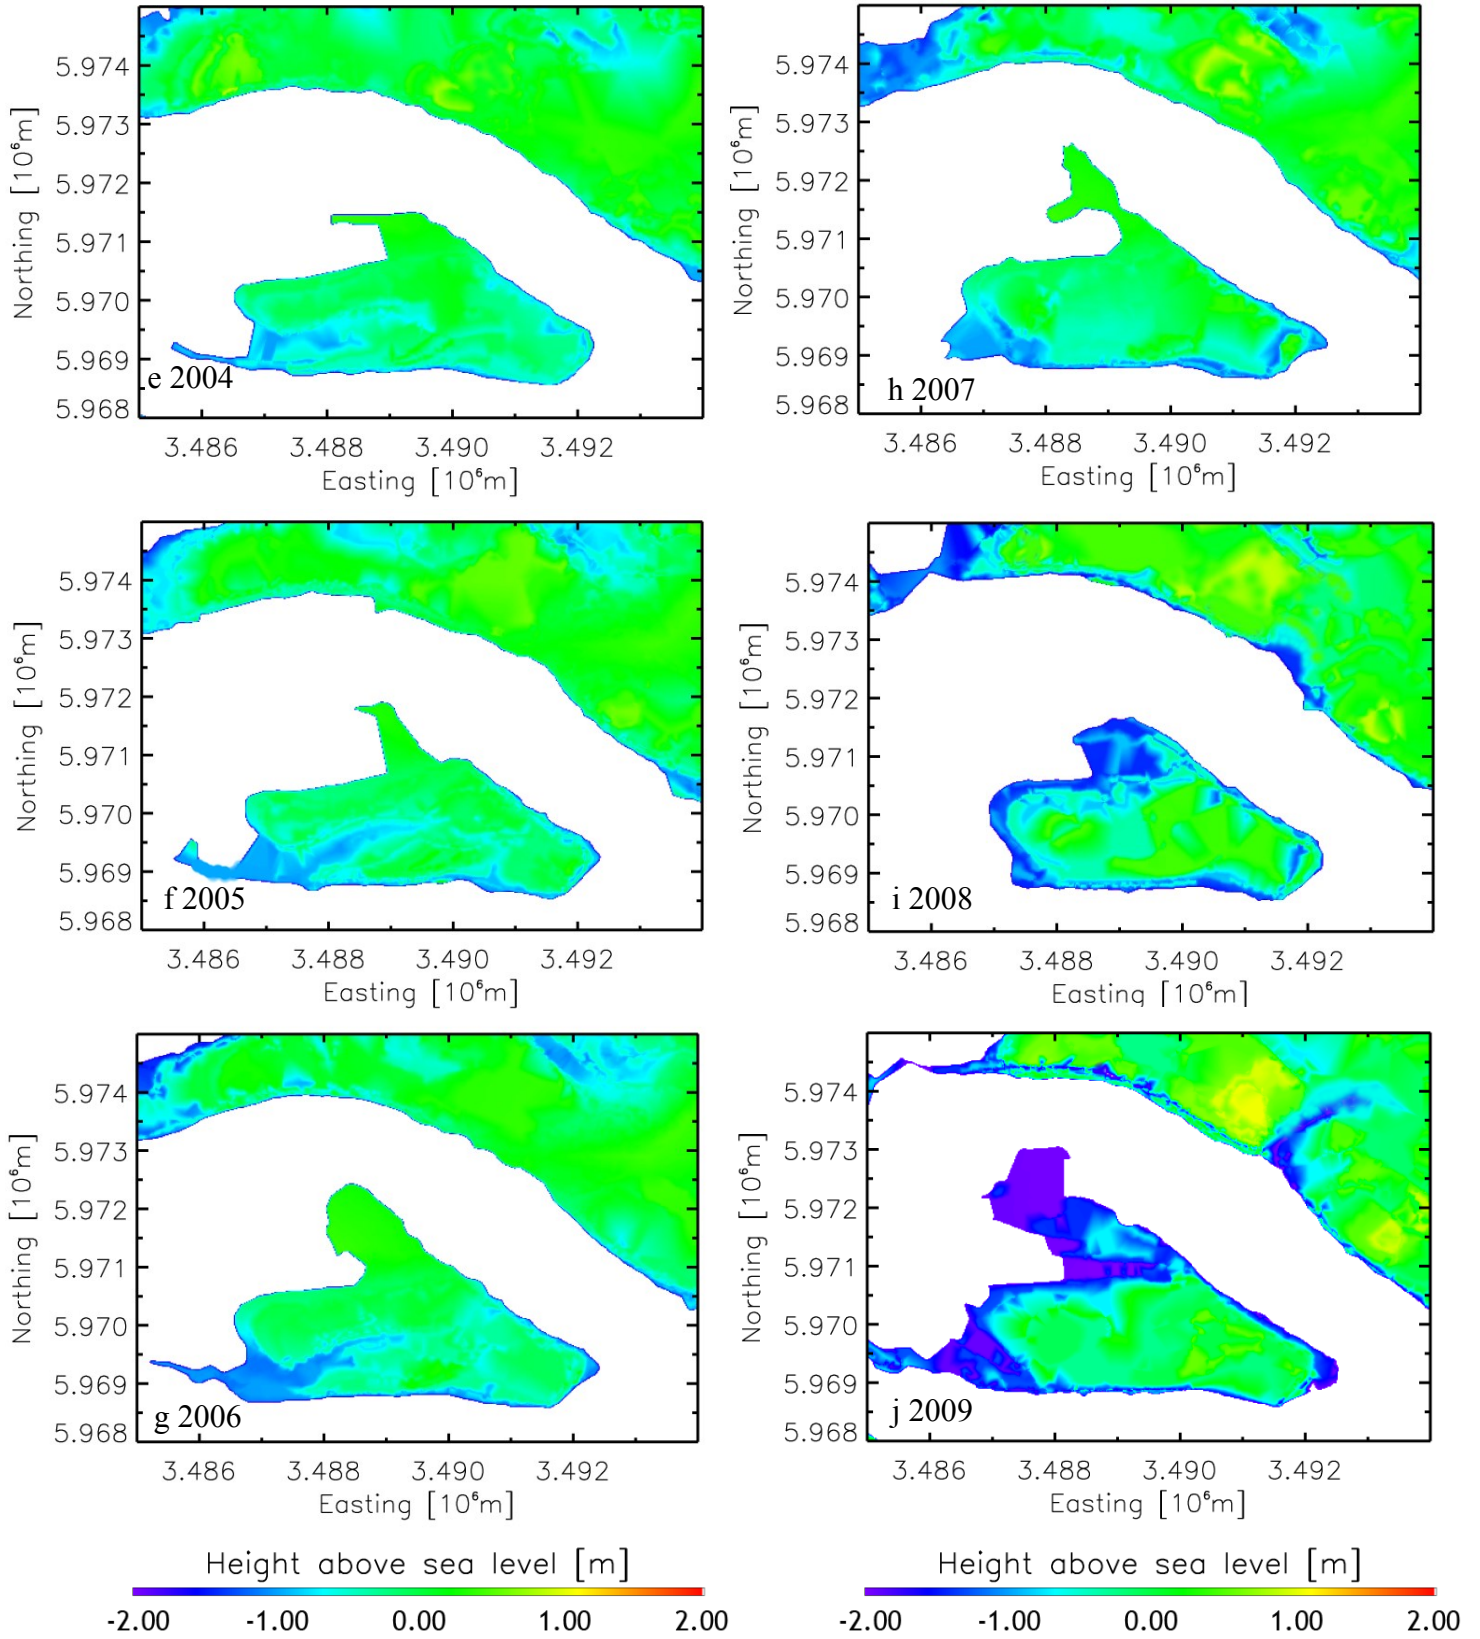 5.974
5.973
5.972
5.971
5.970
5.969
5.968
Northing [10⁶m]
e 2004
3.486 3.488 3.490 3.492
Easting [10⁶m]
5.974
5.973
5.972
5.971
5.970
5.969
5.968
Northing [10⁶m]
h 2007
3.486 3.488 3.490 3.492
Easting [10⁶m]
5.974
5.973
5.972
5.971
5.970
5.969
5.968
Northing [10⁶m]
f 2005
3.486 3.488 3.490 3.492
Easting [10⁶m]
5.974
5.973
5.972
5.971
5.970
5.969
5.968
Northing [10⁶m]
i 2008
3.486 3.488 3.490 3.492
Easting [10⁶m]
5.974
5.973
5.972
5.971
5.970
5.969
5.968
Northing [10⁶m]
g 2006
3.486 3.488 3.490 3.492
Easting [10⁶m]
5.974
5.973
5.972
5.971
5.970
5.969
5.968
Northing [10⁶m]
j 2009
3.486 3.488 3.490 3.492
Easting [10⁶m]
Height above sea level [m]
-2.00 -1.00 0.00 1.00 2.00
Height above sea level [m]
-2.00 -1.00 0.00 1.00 2.00